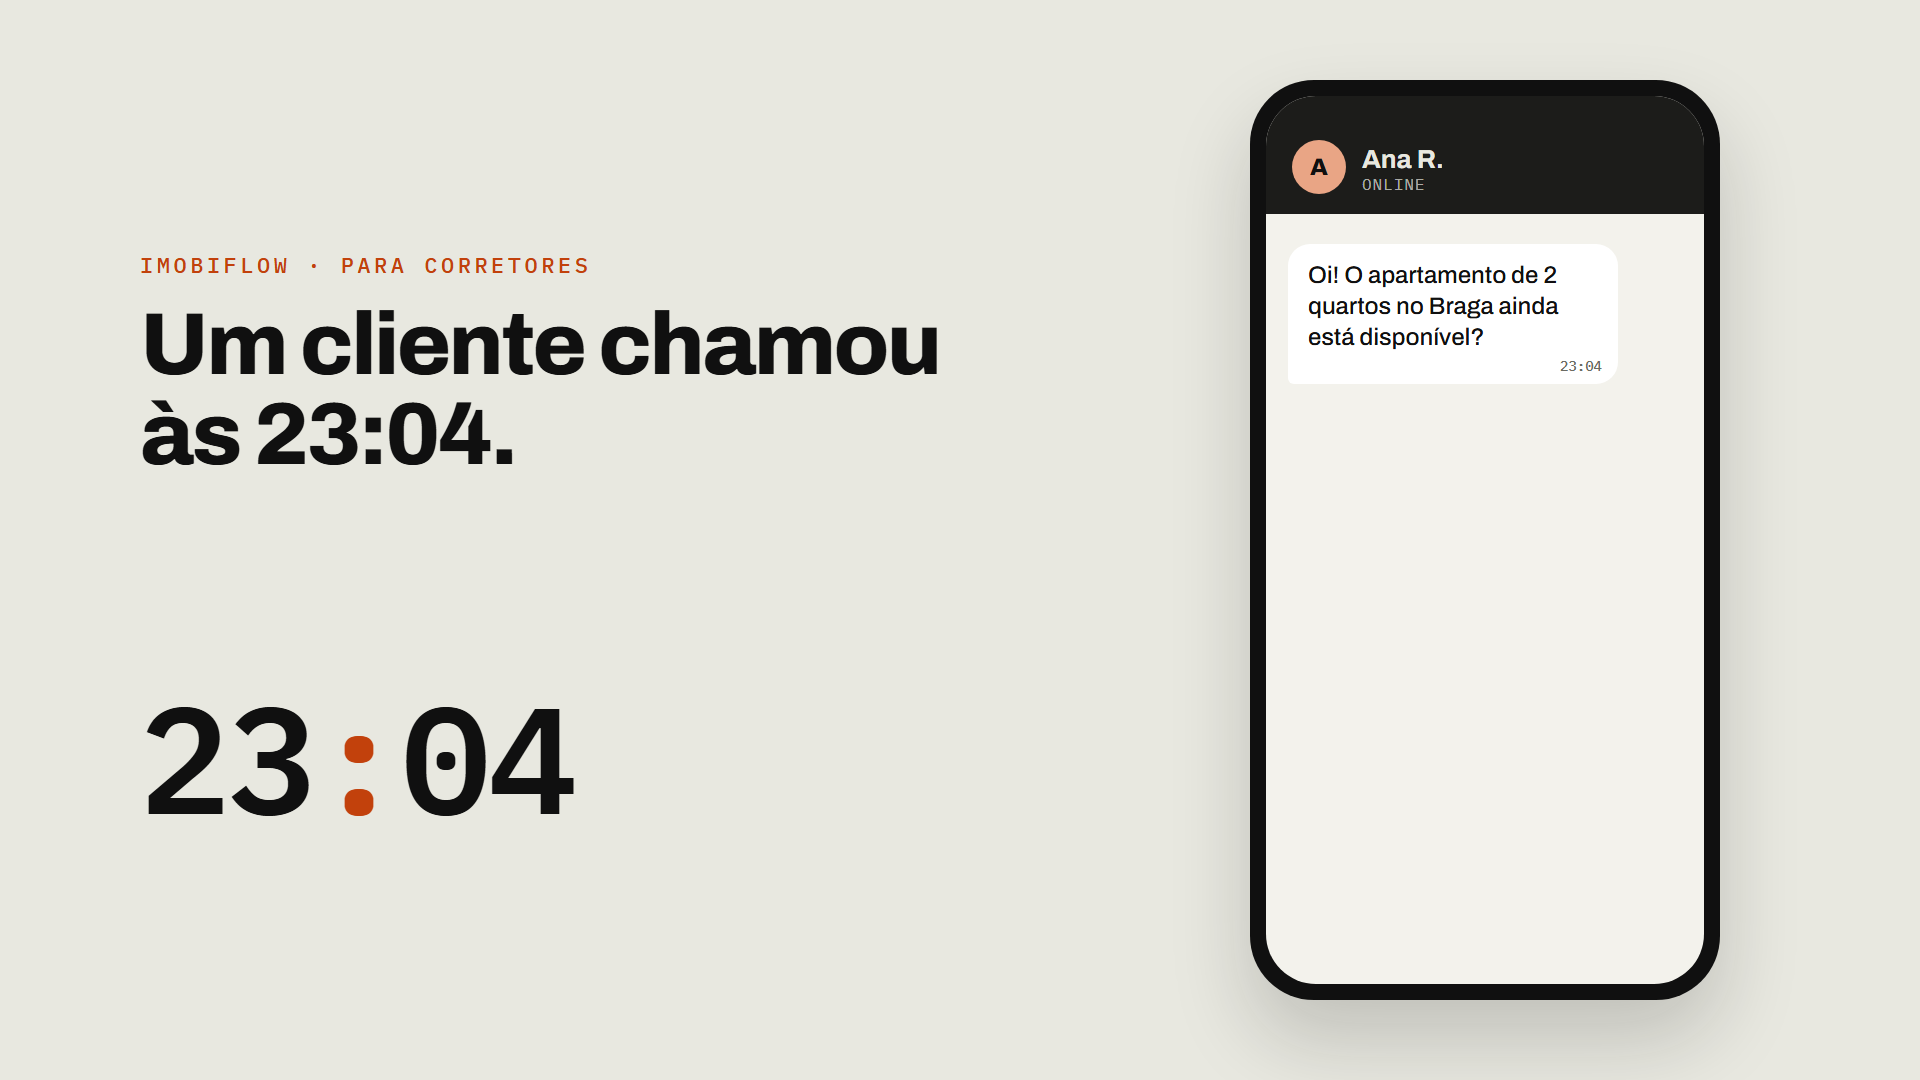 IMOBIFLOW · PARA CORRETORES
Um cliente chamou
às 23:04.
23:04
A
Ana R.
ONLINE
Oi! O apartamento de 2
quartos no Braga ainda
está disponível?
23:04